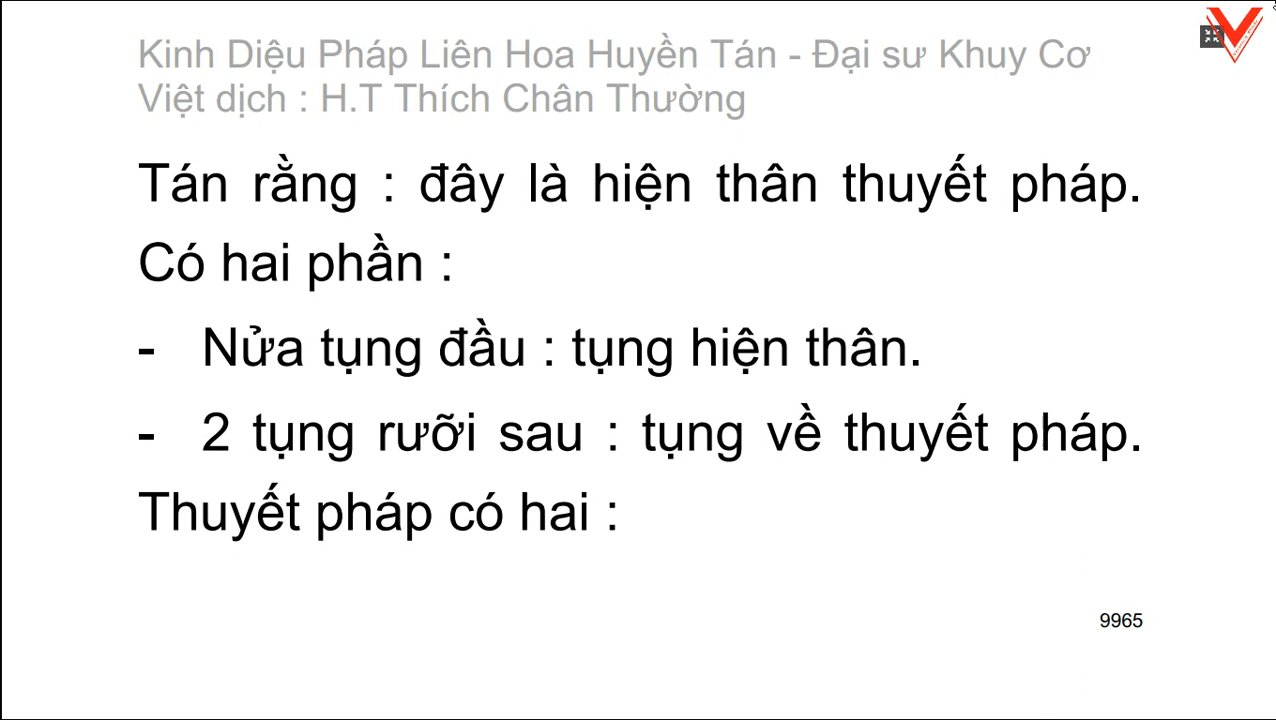 Kinh Diệu Pháp Liên Hoa Huyền Tán - Đại sư Khuy Cơ
Việt dịch : H.T Thích Chân Thường
Tán rằng : đây là hiện thân thuyết pháp.
Có hai phần :
- Nửa tụng đầu : tụng hiện thân.
- 2 tụng rưỡi sau : tụng về thuyết pháp.
Thuyết pháp có hai :
9965